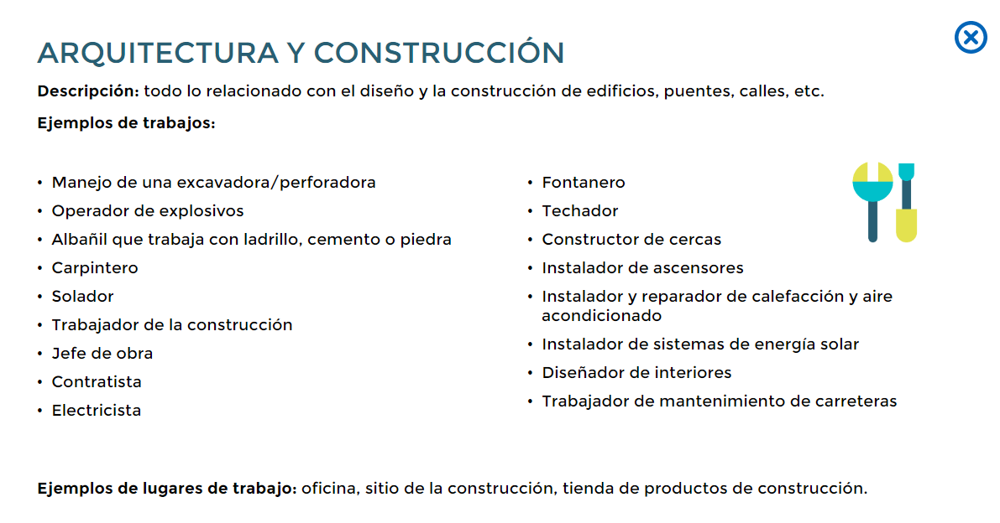 ARQUITECTURA Y CONSTRUCCIÓN
Descripción: todo lo relacionado con el diseño y la construcción de edificios, puentes, calles, etc.
Ejemplos de trabajos:
• Manejo de una excavadora/perforadora
• Operador de explosivos
• Albañil que trabaja con ladrillo, cemento o piedra
• Carpintero
• Solador
• Trabajador de la construcción
• Jefe de obra
• Contratista
• Electricista
• Fontanero
• Techador
• Constructor de cercas
• Instalador de ascensores
• Instalador y reparador de calefacción y aire
acondicionado
• Instalador de sistemas de energía solar
• Diseñador de interiores
• Trabajador de mantenimiento de carreteras
Ejemplos de lugares de trabajo: oficina, sitio de la construcción, tienda de productos de construcción.